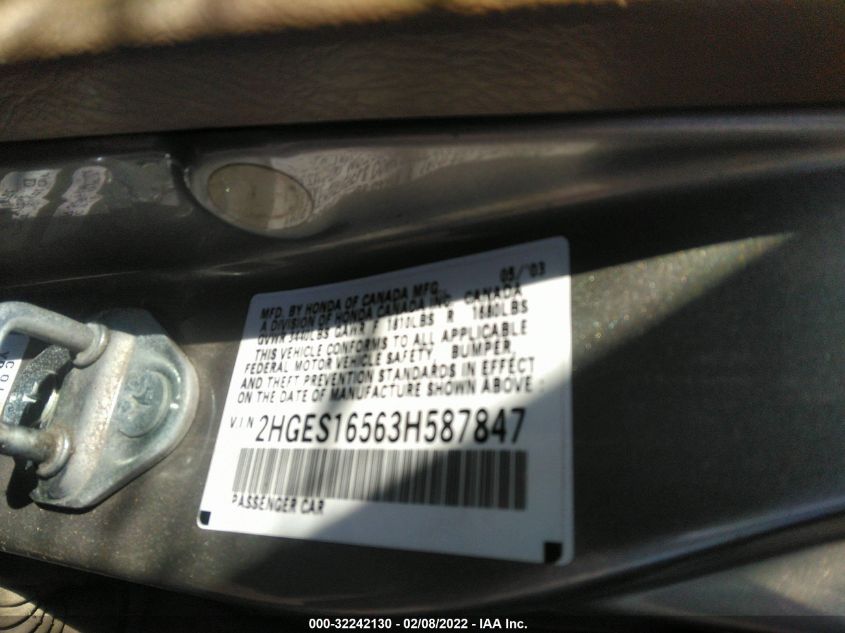 05/'03
MFD. BY HONDA OF CANADA MFG.
A DIVISION OF HONDA CANADA INC. CANADA
GVWR 3440LBS GAWR F 1810LBS R 1680LBS
THIS VEHICLE CONFORMS TO ALL APPLICABLE
FEDERAL MOTOR VEHICLE SAFETY, BUMPER,
AND THEFT PREVENTION STANDARDS IN EFFECT
ON THE DATE OF MANUFACTURE SHOWN ABOVE :
VIN 2HGES16563H587847
PASSENGER CAR
000-32242130 - 02/08/2022 - IAA Inc.